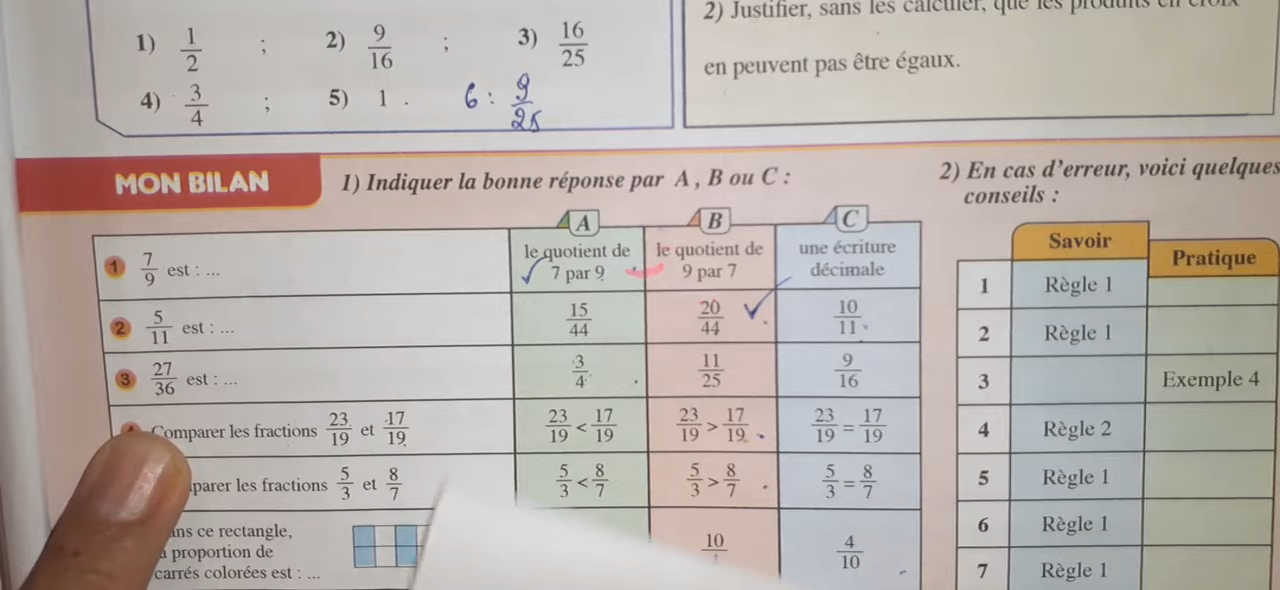 2) Justifier, sans les calculer, que les produits en croix
en peuvent pas être égaux.
1) 1/2 ; 2) 9/16 ; 3) 16/25
4) 3/4 ; 5) 1 . 6 : 9/25
MON BILAN
1) Indiquer la bonne réponse par A , B ou C :
A B C
1 7/9 est : ... le quotient de 7 par 9 le quotient de 9 par 7 une écriture décimale
2 5/11 est : ... 15/44 20/44 10/11
3 27/36 est : ... 3/4 11/25 9/16
Comparer les fractions 23/19 et 17/19 23/19 < 17/19 23/19 > 17/19 23/19 = 17/19
parer les fractions 5/3 et 8/7 5/3 < 8/7 5/3 > 8/7 5/3 = 8/7
ans ce rectangle,
proportion de
carrés colorées est : ...
10 4/10
2) En cas d'erreur, voici quelques
conseils :
Savoir Pratique
1 Règle 1
2 Règle 1
3 Exemple 4
4 Règle 2
5 Règle 1
6 Règle 1
7 Règle 1